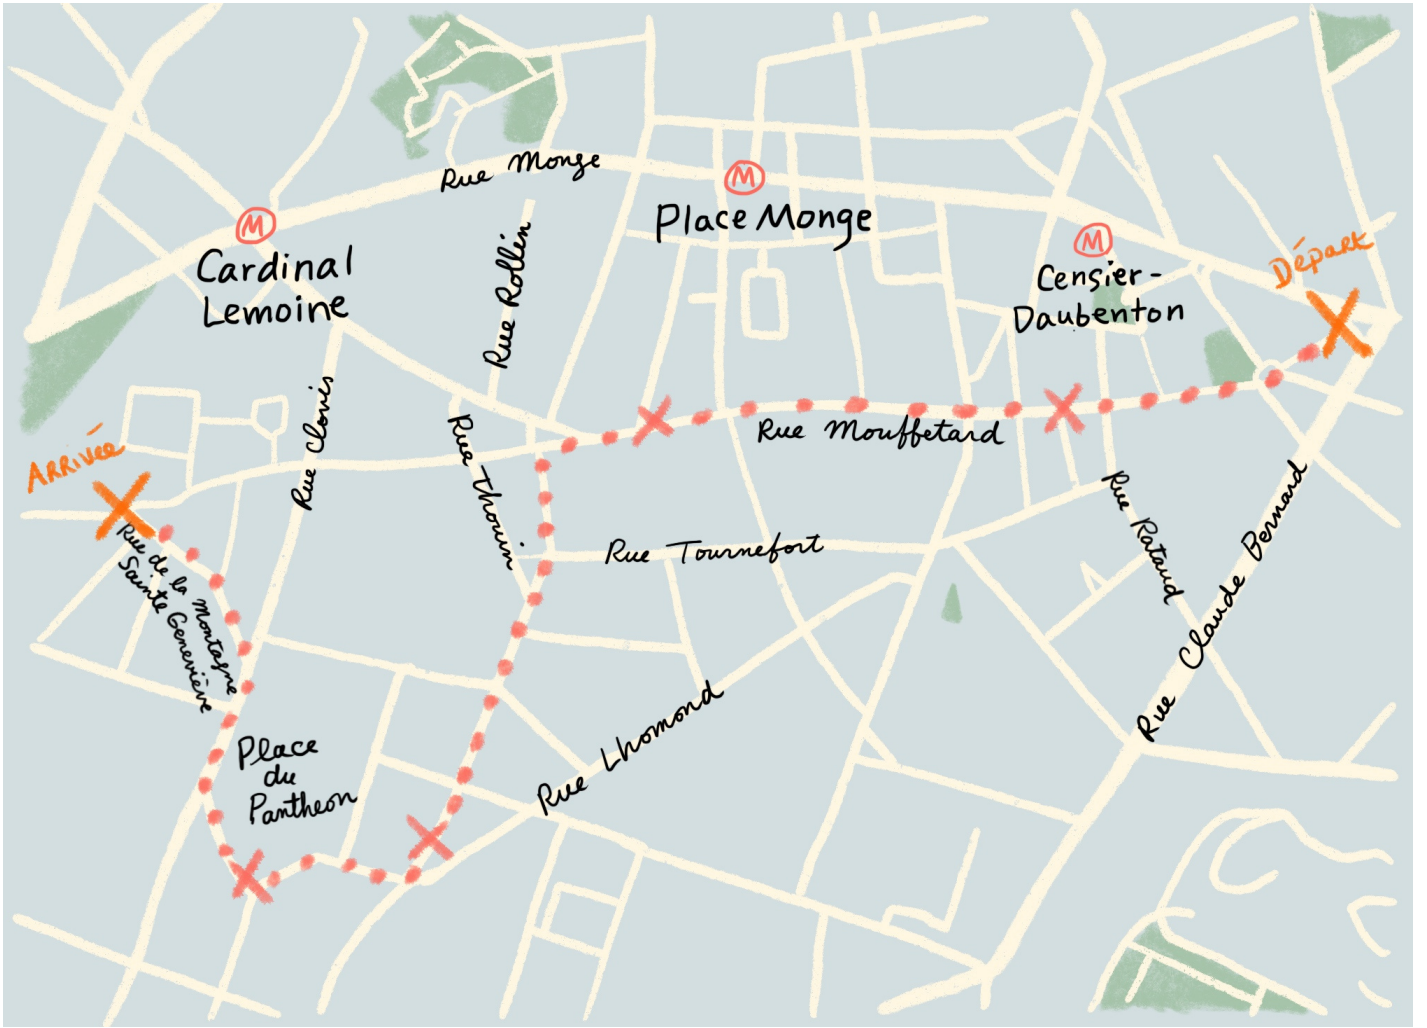 Rue Monge
M
Place Monge
M
Cardinal
Lemoine
Rue Rollin
M
Censier-
Daubenton
Départ
Rue Clovis
Rue Mouffetard
Arrivée
Rue Thouin
Rue de la Montagne
Sainte Geneviève
Rue Tournefort
Rue Rataud
Rue Claude Bernard
Rue Lhomond
Place
du
Pantheon